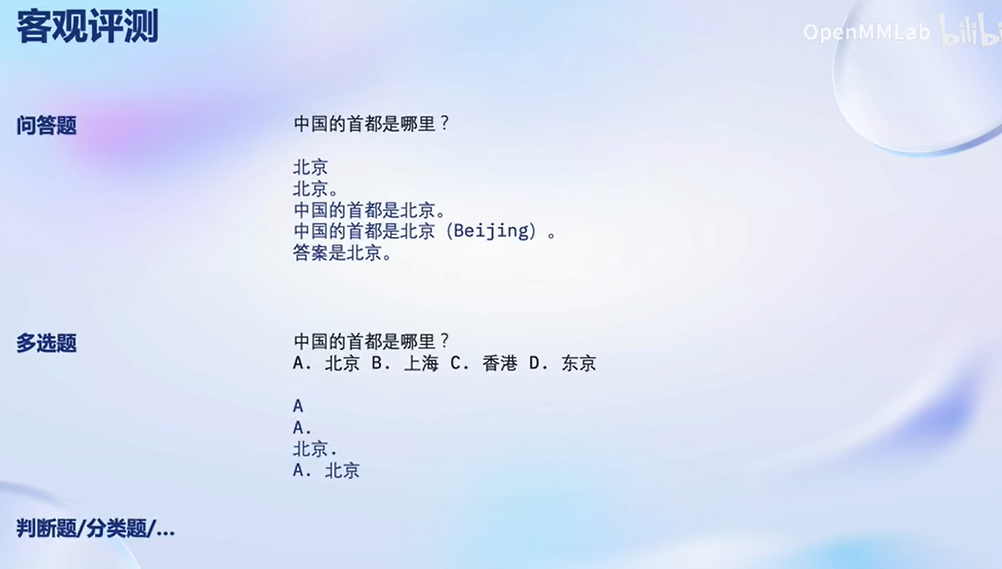 客观评测
OpenMMLab bilibi
问答题
中国的首都是哪里？
北京
北京。
中国的首都是北京。
中国的首都是北京（Beijing）。
答案是北京。
多选题
中国的首都是哪里？
A. 北京 B. 上海 C. 香港 D. 东京
A
A.
北京.
A. 北京
判断题/分类题/...